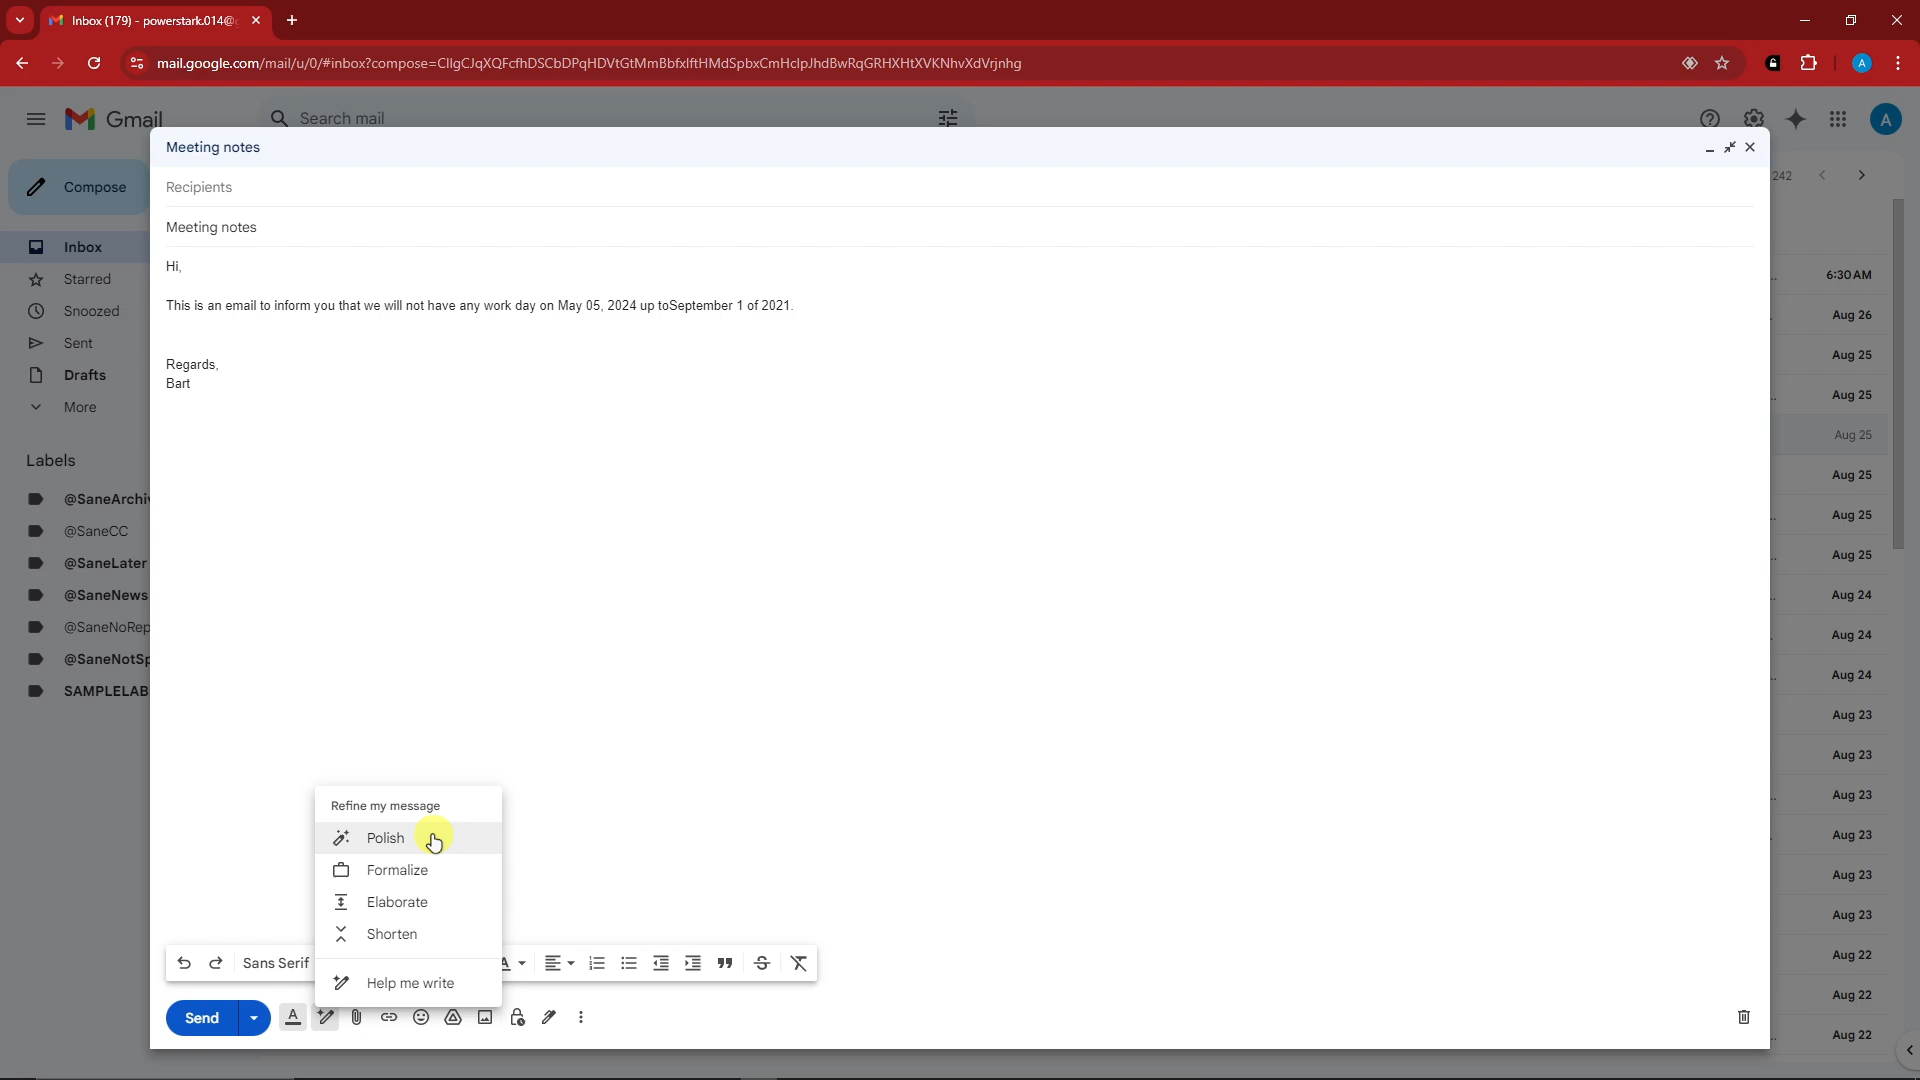 Inbox (179) - powerstark.014@
mail.google.com/mail/u/0/#inbox?compose=CllgCJqXQFcfhDSCbDPqHDVtGtMmBbfxlftHMdSpbxCmHclpJhdBwRqGRHXHtXVKNhvXdVrjnhg
A
Gmail
Search mail
A
Compose
Inbox
Starred
Snoozed
Sent
Drafts
More
Labels
@SaneArchiv
@SaneCC
@SaneLater
@SaneNews
@SaneNoRep
@SaneNotSp
SAMPLELAB
Meeting notes
Recipients
Meeting notes
Hi,
This is an email to inform you that we will not have any work day on May 05, 2024 up toSeptember 1 of 2021.
Regards,
Bart
Refine my message
Polish
Formalize
Elaborate
Shorten
Help me write
Sans Serif
A
Send
A
242
6:30 AM
Aug 26
Aug 25
Aug 25
Aug 25
Aug 25
Aug 25
Aug 25
Aug 24
Aug 24
Aug 24
Aug 23
Aug 23
Aug 23
Aug 23
Aug 23
Aug 23
Aug 22
Aug 22
Aug 22